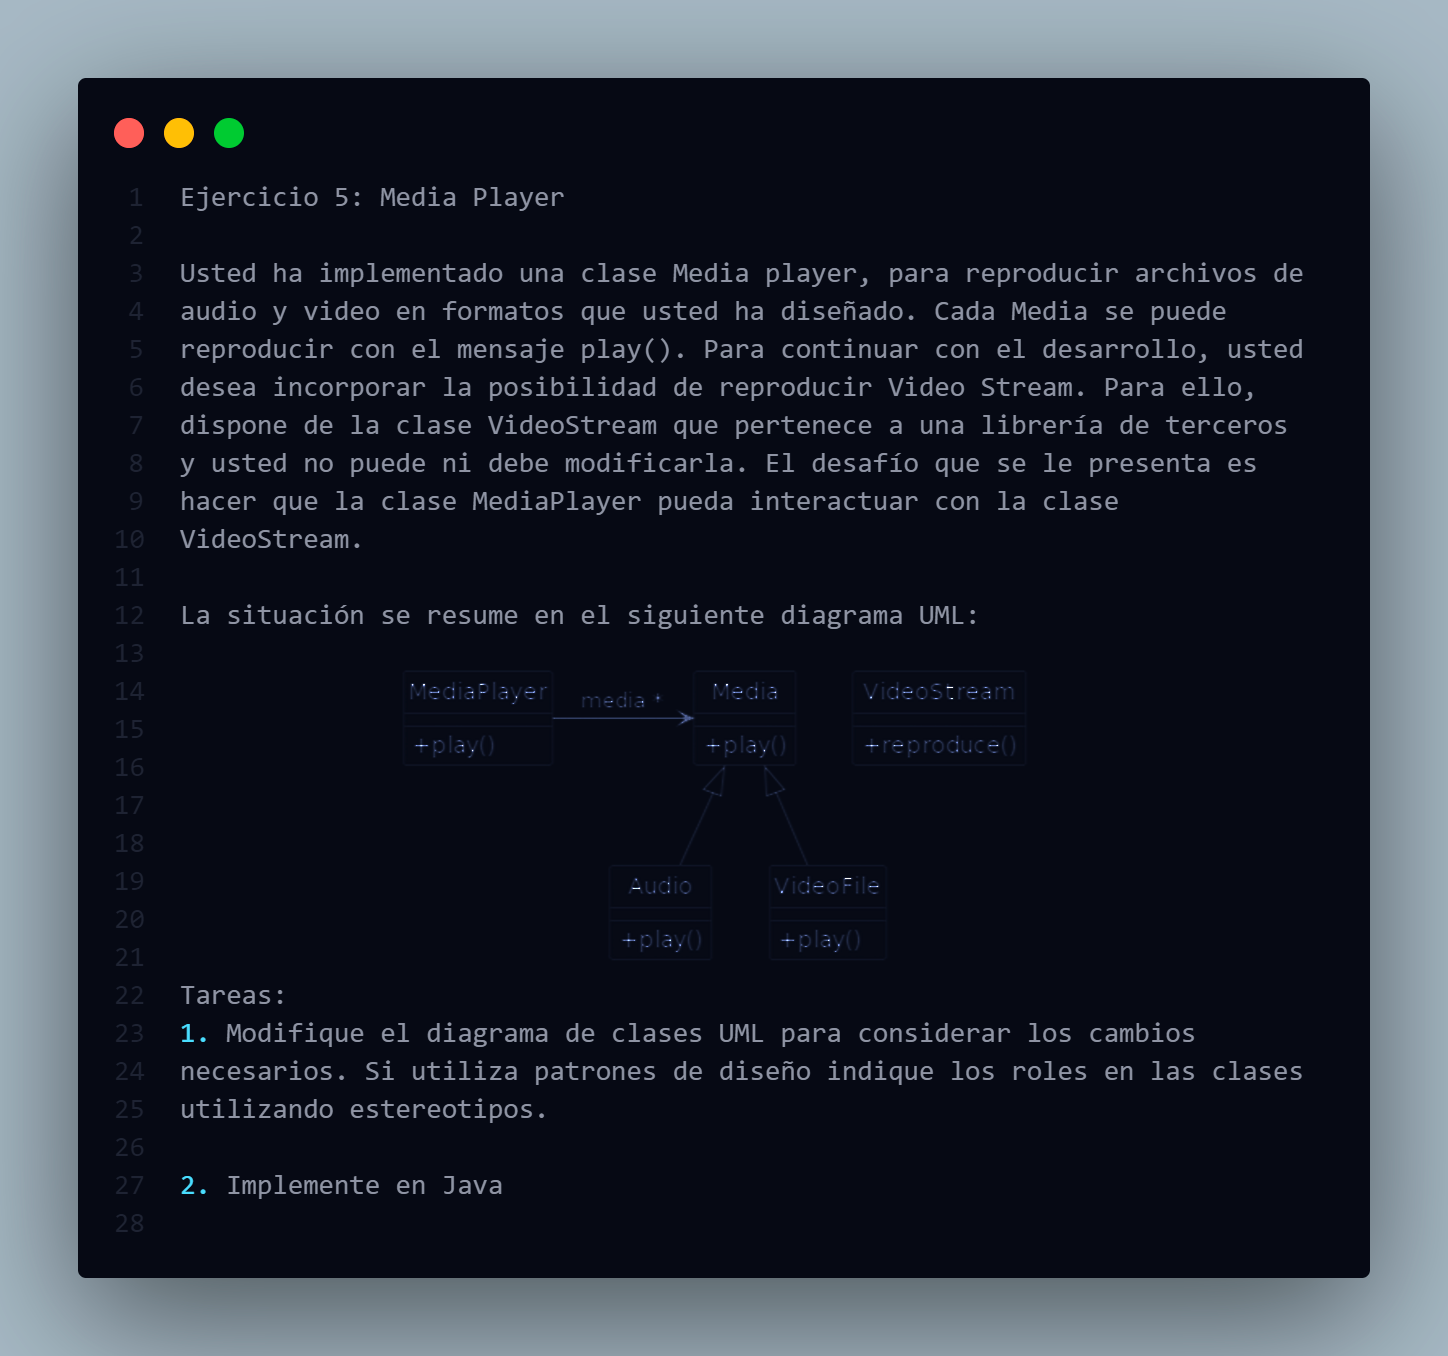 1 Ejercicio 5: Media Player
2
3 Usted ha implementado una clase Media player, para reproducir archivos de
4 audio y video en formatos que usted ha diseñado. Cada Media se puede
5 reproducir con el mensaje play(). Para continuar con el desarrollo, usted
6 desea incorporar la posibilidad de reproducir Video Stream. Para ello,
7 dispone de la clase VideoStream que pertenece a una librería de terceros
8 y usted no puede ni debe modificarla. El desafío que se le presenta es
9 hacer que la clase MediaPlayer pueda interactuar con la clase
10 VideoStream.
11
12 La situación se resume en el siguiente diagrama UML:
13
14 MediaPlayer media * Media VideoStream
15 +play() +play() +reproduce()
16
17
18
19 Audio VideoFile
20 +play() +play()
21
22 Tareas:
23 1. Modifique el diagrama de clases UML para considerar los cambios
24 necesarios. Si utiliza patrones de diseño indique los roles en las clases
25 utilizando estereotipos.
26
27 2. Implemente en Java
28